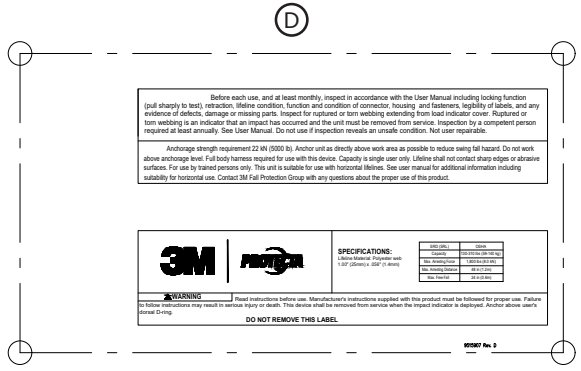 D
Before each use, and at least monthly, inspect in accordance with the User Manual including locking function
(pull sharply to test), retraction, lifeline condition, function and condition of connector, housing and fasteners, legibility of labels, and any
evidence of defects, damage or missing parts. Inspect for ruptured or torn webbing extending from load indicator cover. Ruptured or
torn webbing is an indicator that an impact has occurred and the unit must be removed from service. Inspection by a competent person
required at least annually. See User Manual. Do not use if inspection reveals an unsafe condition. Not user repairable.
Anchorage strength requirement 22 kN (5000 lb). Anchor unit as directly above work area as possible to reduce swing fall hazard. Do not work
above anchorage level. Full body harness required for use with this device. Capacity is single user only. Lifeline shall not contact sharp edges or abrasive
surfaces. For use by trained persons only. This unit is suitable for use with horizontal lifelines. See user manual for additional information including
suitability for horizontal use. Contact 3M Fall Protection Group with any questions about the proper use of this product.
3M PROTECTA
SPECIFICATIONS:
Lifeline Material: Polyester web
1.00" (25mm) x .056" (1.4mm)
SRD (SRL) OSHA
Capacity 130-310 lbs (59-140 kg)
Max. Arresting Force 1,800 lbs (8.0 kN)
Max. Arresting Distance 48 in (1.2m)
Max. Free Fall 24 in (0.6m)
WARNING Read instructions before use. Manufacturer's instructions supplied with this product must be followed for proper use. Failure
to follow instructions may result in serious injury or death. This device shall be removed from service when the impact indicator is deployed. Anchor above user's
dorsal D-ring.
DO NOT REMOVE THIS LABEL
9515907 Rev. D